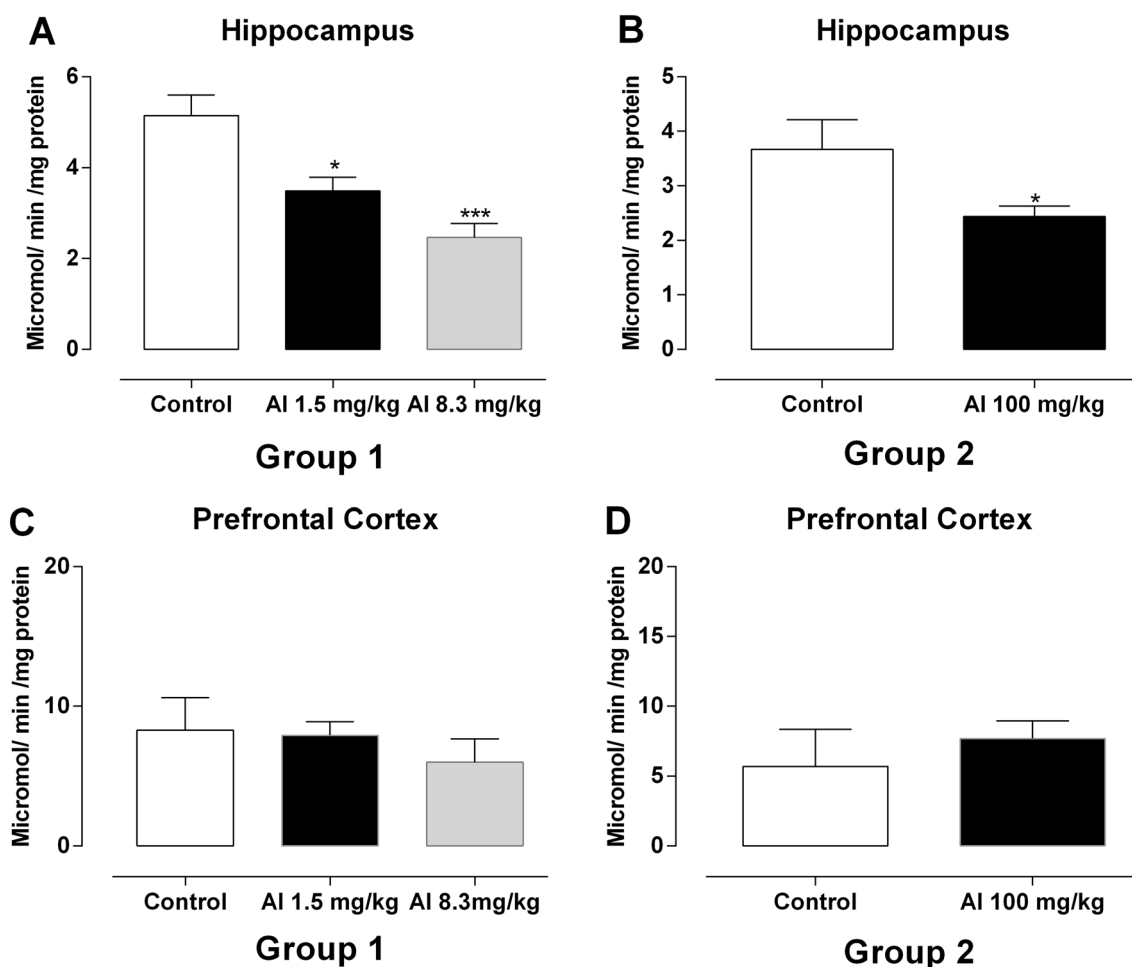 A
Hippocampus
Micromol/ min /mg protein
6
4
2
0
*
***
Control
Al 1.5 mg/kg
Al 8.3 mg/kg
Group 1
B
Hippocampus
Micromol/ min /mg protein
5
4
3
2
1
0
*
Control
Al 100 mg/kg
Group 2
C
Prefrontal Cortex
Micromol/ min /mg protein
20
10
0
Control
Al 1.5 mg/kg
Al 8.3mg/kg
Group 1
D
Prefrontal Cortex
Micromol/ min /mg protein
20
15
10
5
0
Control
Al 100 mg/kg
Group 2